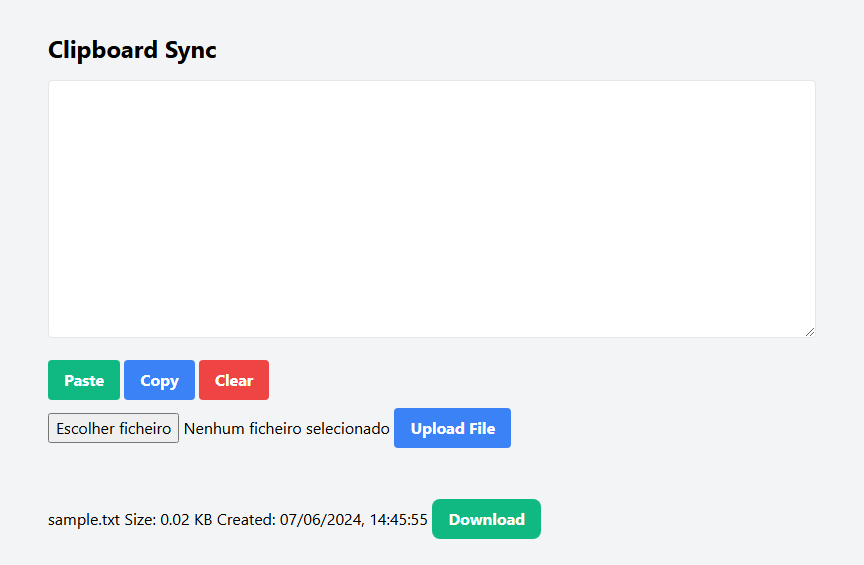 Clipboard Sync
Paste Copy Clear
Escolher ficheiro Nenhum ficheiro selecionado Upload File
sample.txt Size: 0.02 KB Created: 07/06/2024, 14:45:55 Download